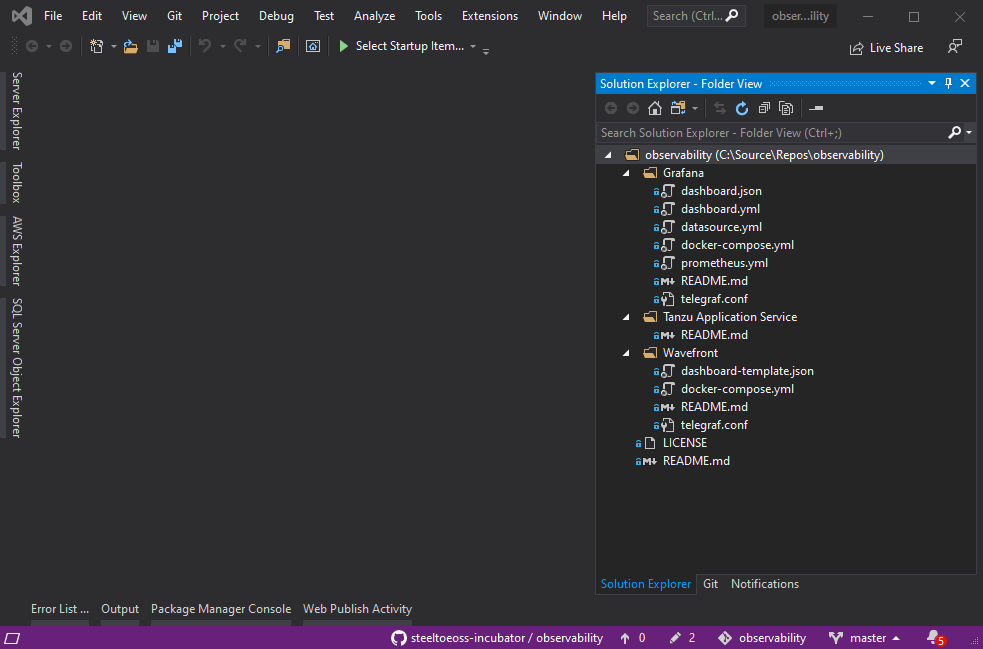 File Edit View Git Project Debug Test Analyze Tools Extensions Window Help Search (Ctrl... obser...ility
Select Startup Item... Live Share
Server Explorer
Toolbox
AWS Explorer
SQL Server Object Explorer
Solution Explorer - Folder View
Search Solution Explorer - Folder View (Ctrl+;)
observability (C:\Source\Repos\observability)
Grafana
dashboard.json
dashboard.yml
datasource.yml
docker-compose.yml
prometheus.yml
README.md
telegraf.conf
Tanzu Application Service
README.md
Wavefront
dashboard-template.json
docker-compose.yml
README.md
telegraf.conf
LICENSE
README.md
Solution Explorer Git Notifications
Error List ... Output Package Manager Console Web Publish Activity
steeltoeoss-incubator / observability 0 2 observability master 5